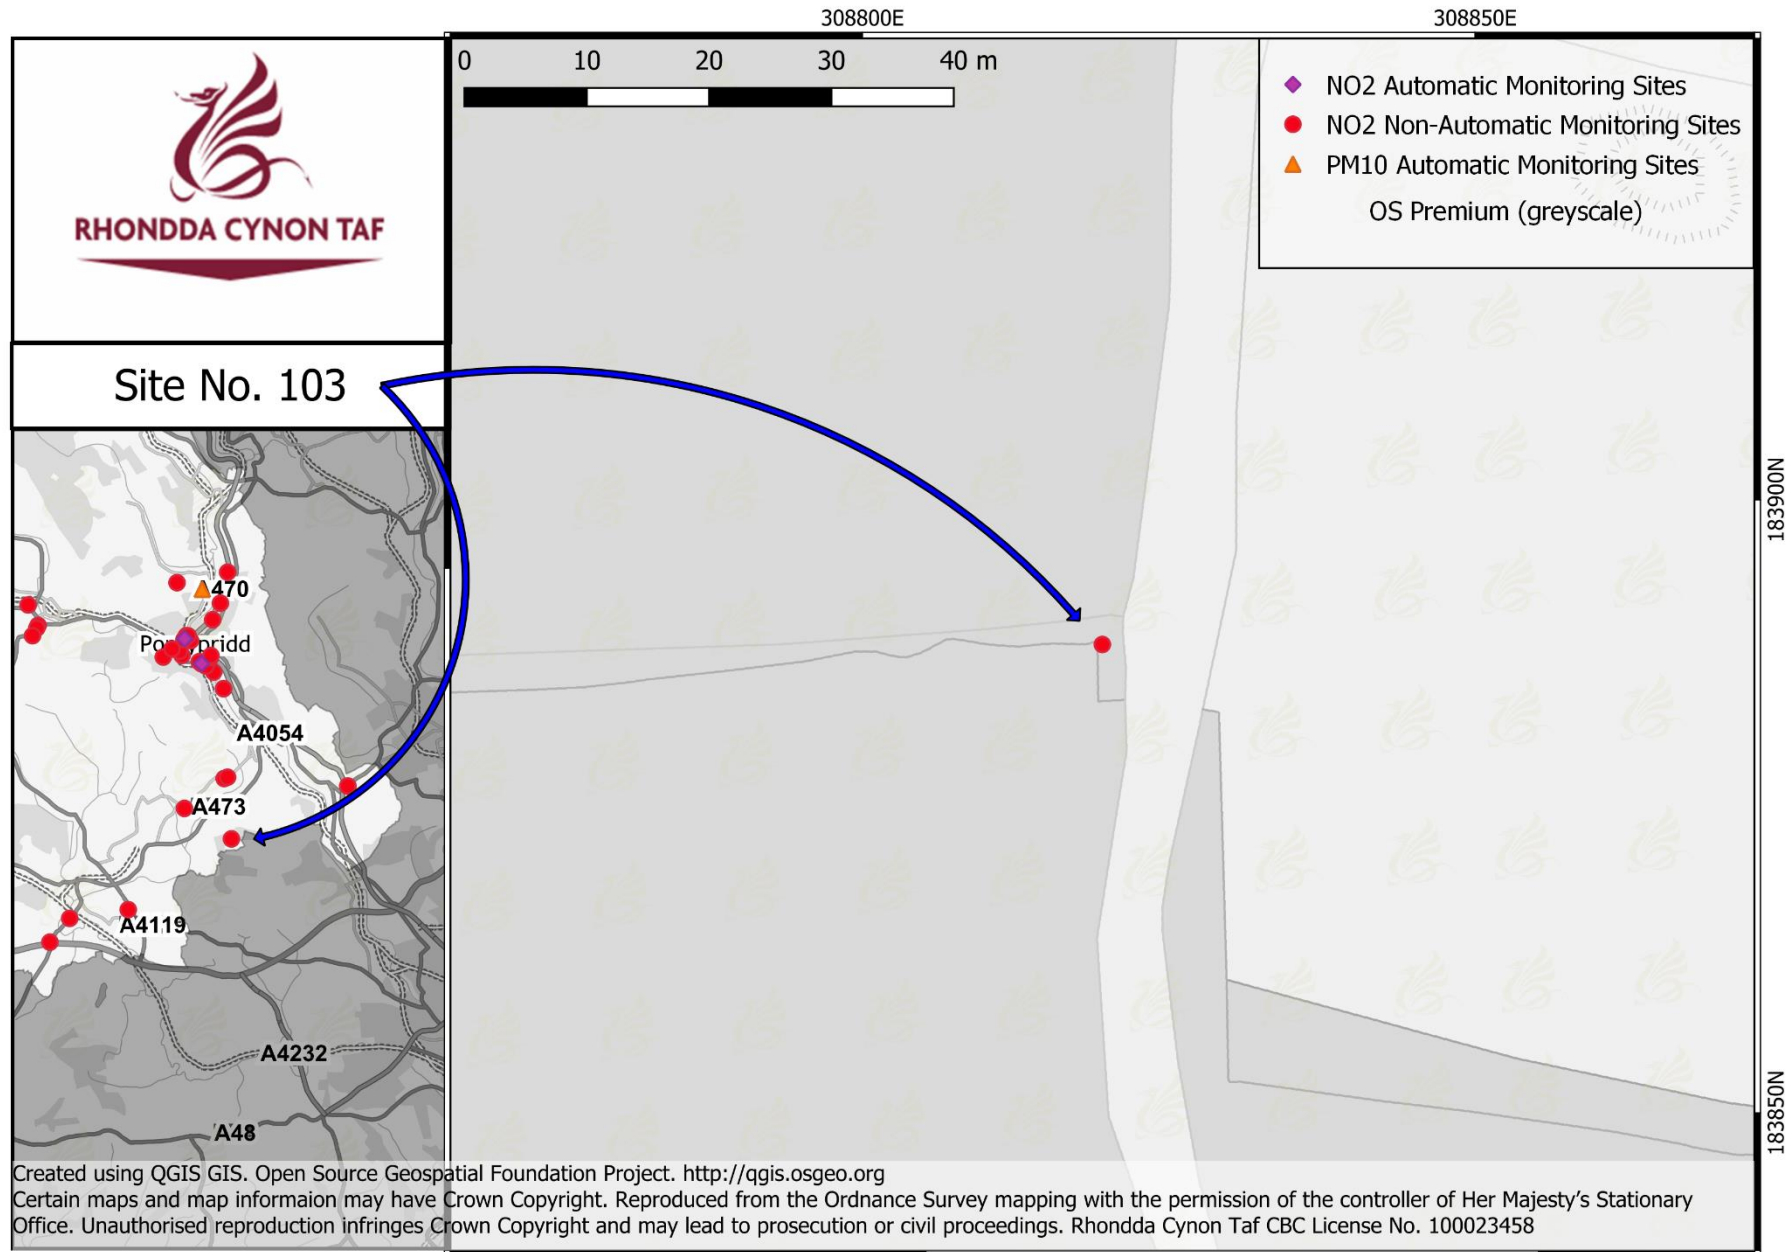 308800E
308850E
0 10 20 30 40 m
NO2 Automatic Monitoring Sites
NO2 Non-Automatic Monitoring Sites
PM10 Automatic Monitoring Sites
OS Premium (greyscale)
RHONDDA CYNON TAF
Site No. 103
183900N
A470
A4054
A473
A4119
A4232
A48
183850N
Created using QGIS GIS. Open Source Geospatial Foundation Project. http://qgis.osgeo.org
Certain maps and map informaion may have Crown Copyright. Reproduced from the Ordnance Survey mapping with the permission of the controller of Her Majesty's Stationary
Office. Unauthorised reproduction infringes Crown Copyright and may lead to prosecution or civil proceedings. Rhondda Cynon Taf CBC License No. 100023458